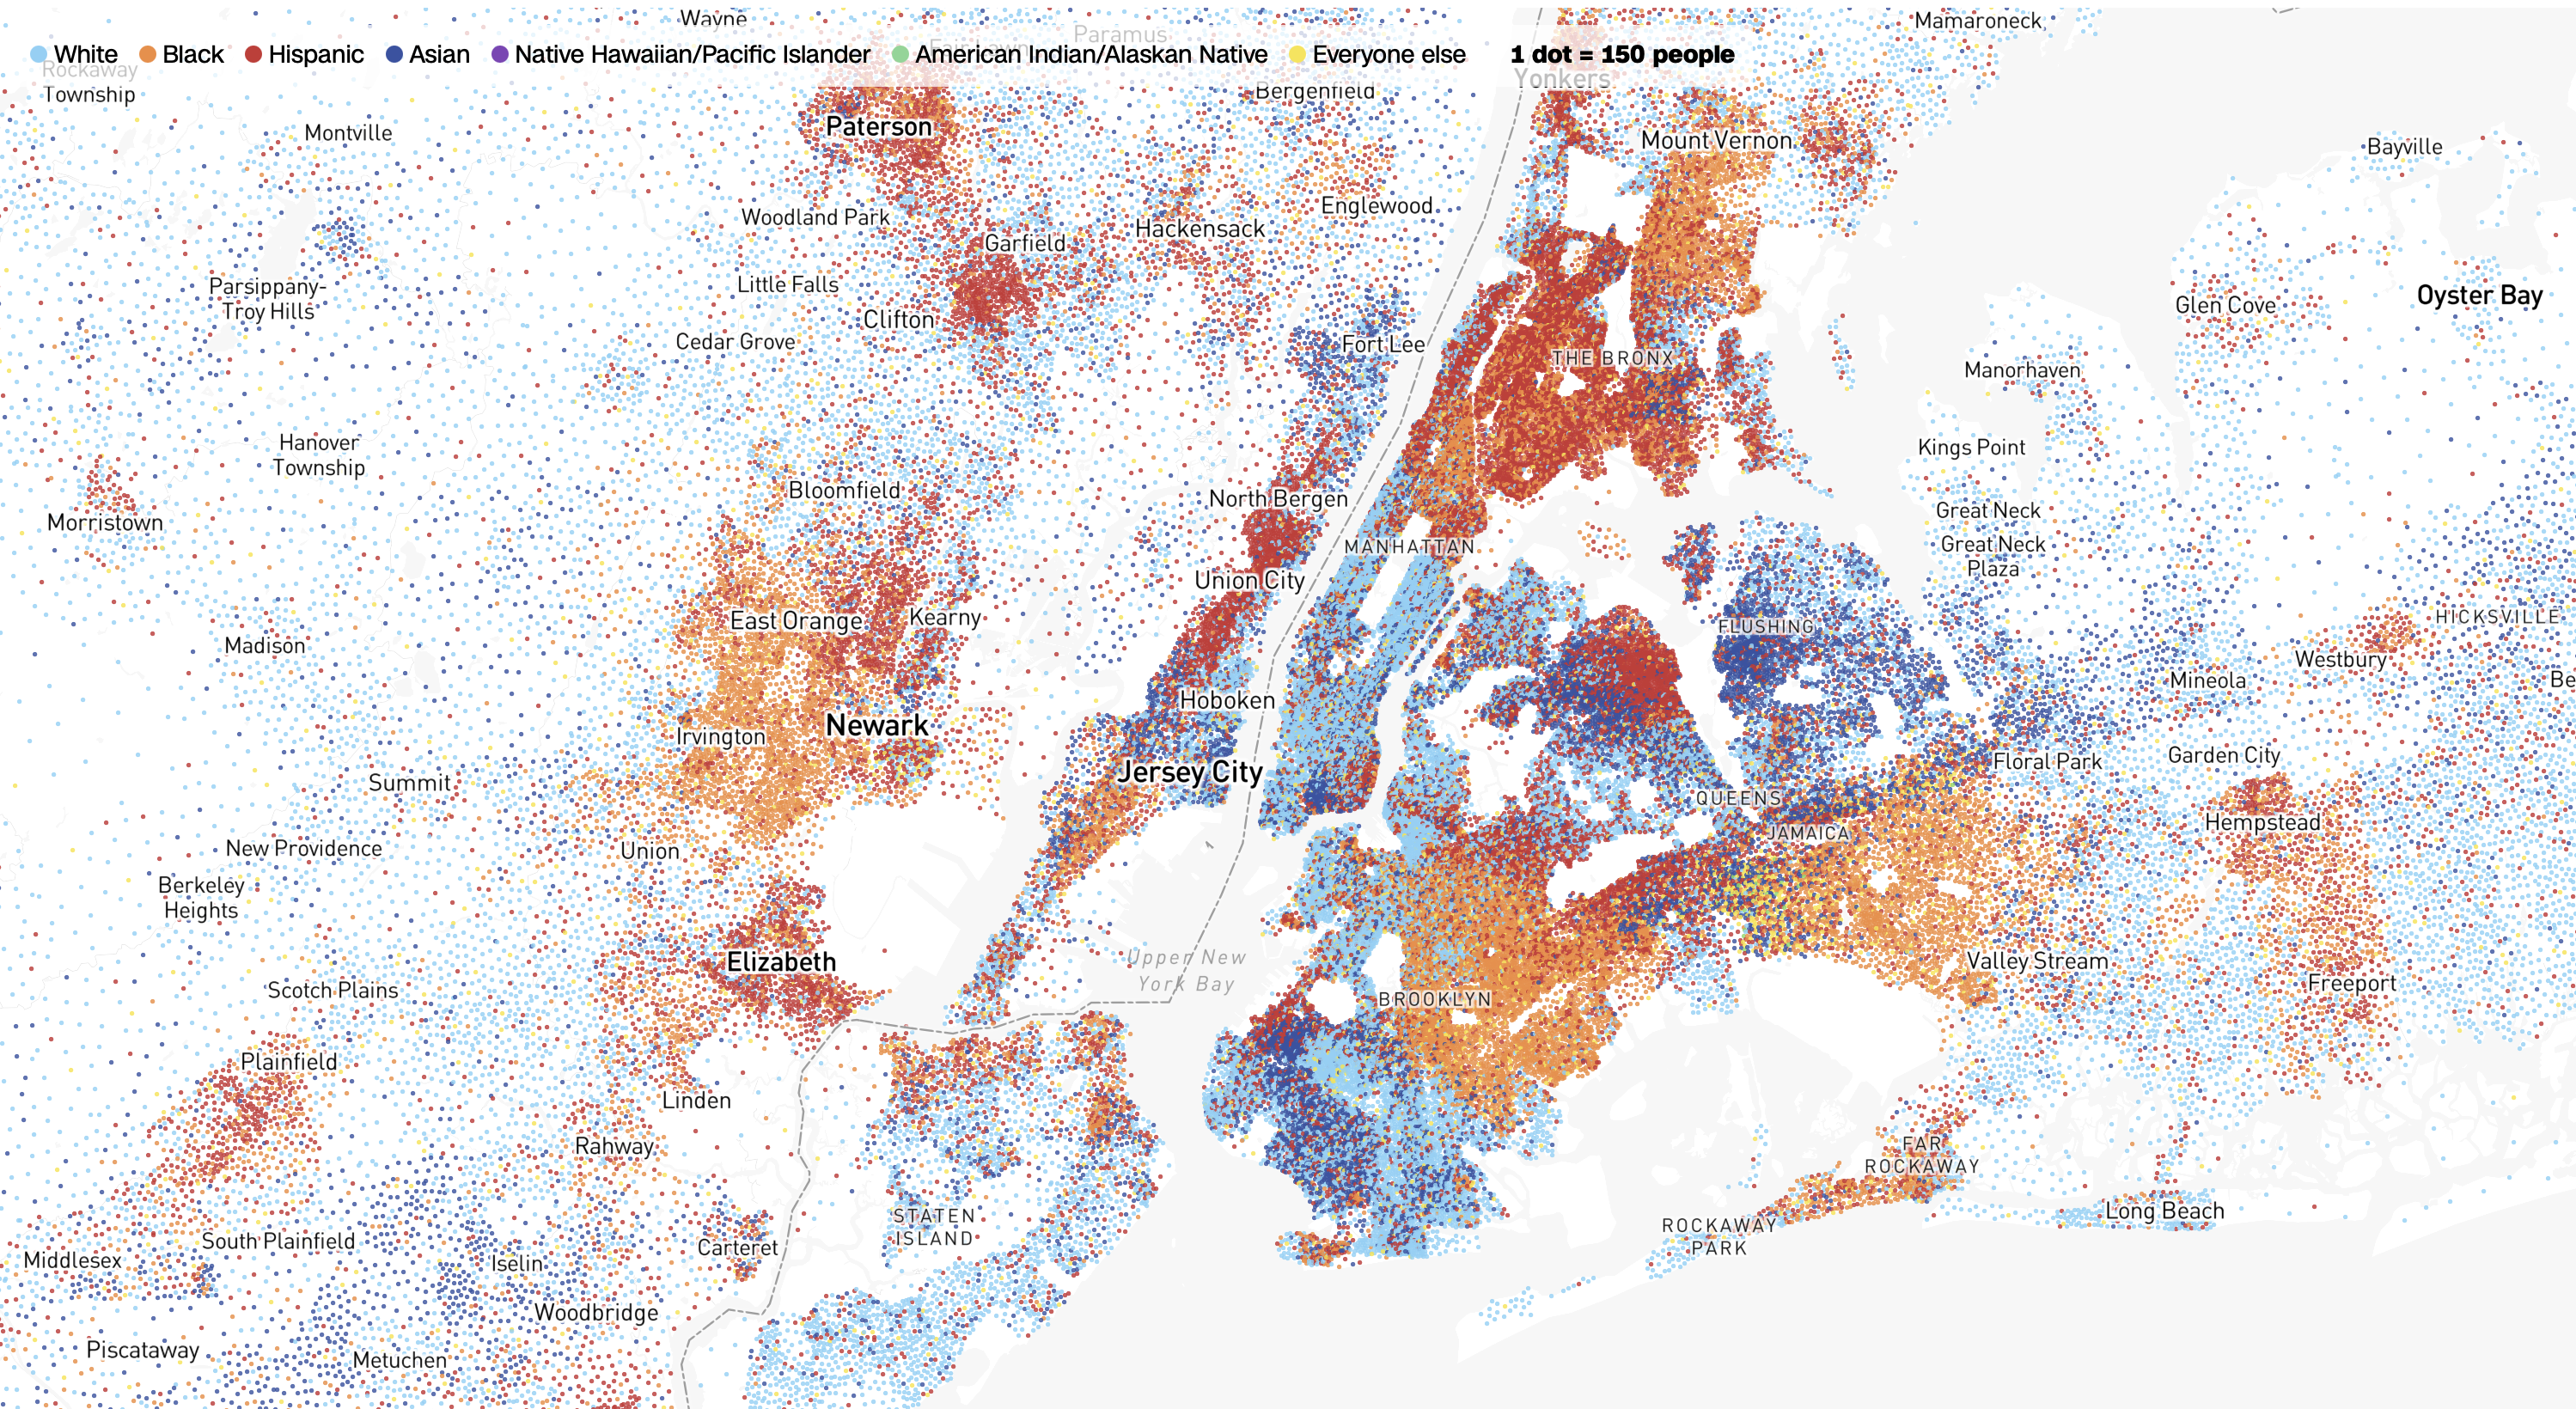 Wayne
Paramus
Mamaroneck
White Black Hispanic Asian Native Hawaiian/Pacific Islander American Indian/Alaskan Native Everyone else 1 dot = 150 people
Fair Lawn
Rockaway
Township
Yonkers
Bergenfield
Paterson
Montville
Mount Vernon
Bayville
Woodland Park
Englewood
Hackensack
Garfield
Little Falls
Parsippany-
Troy Hills
Oyster Bay
Glen Cove
Clifton
Cedar Grove
Fort Lee
THE BRONX
Manorhaven
Hanover
Township
Kings Point
Bloomfield
North Bergen
Morristown
Great Neck
MANHATTAN
Great Neck
Plaza
Union City
East Orange
Kearny
HICKSVILLE
FLUSHING
Madison
Westbury
Mineola
Be
Hoboken
Newark
Irvington
Garden City
Floral Park
Jersey City
Summit
QUEENS
Hempstead
JAMAICA
New Providence
Union
Berkeley
Heights
Upper New
York Bay
Elizabeth
Valley Stream
Scotch Plains
Freeport
BROOKLYN
Plainfield
Linden
Rahway
FAR
ROCKAWAY
Long Beach
STATEN
ISLAND
ROCKAWAY
PARK
South Plainfield
Carteret
Middlesex
Iselin
Woodbridge
Piscataway
Metuchen